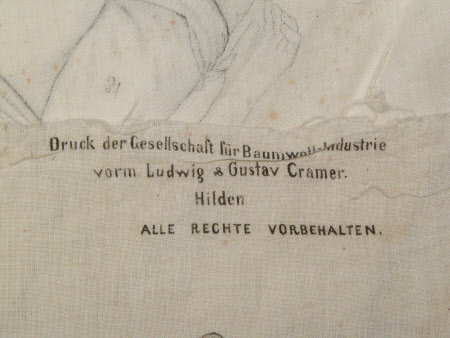 Druck der Gesellschaft für Baumwoll-Industrie
vorm. Ludwig & Gustav Cramer.
Hilden
ALLE RECHTE VORBEHALTEN.